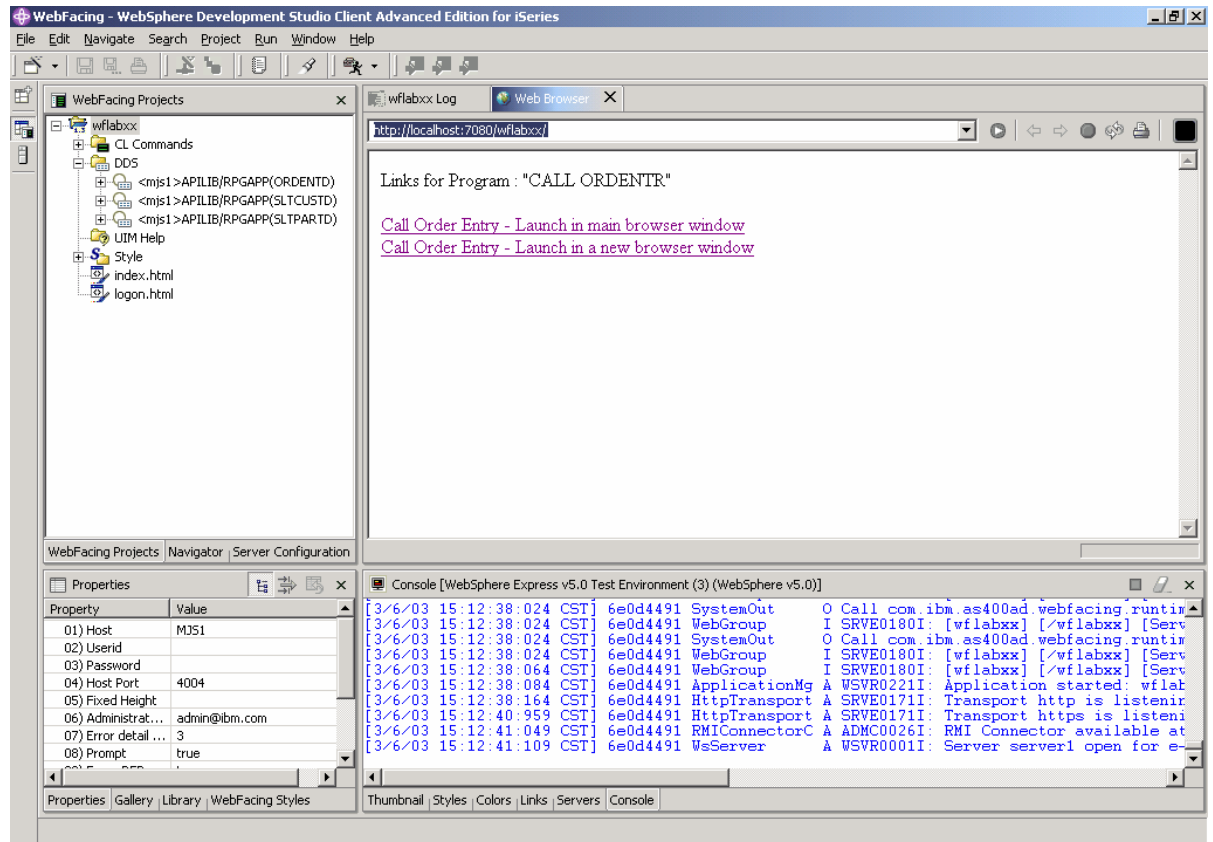 WebFacing - WebSphere Development Studio Client Advanced Edition for iSeries
File Edit Navigate Search Project Run Window Help
WebFacing Projects
wflabxx
CL Commands
DDS
<mjs1>APILIB/RPGAPP(ORDENTD)
<mjs1>APILIB/RPGAPP(SLTCUSTD)
<mjs1>APILIB/RPGAPP(SLTPARTD)
UIM Help
Style
index.html
logon.html
WebFacing Projects Navigator Server Configuration
wflabxx Log Web Browser
http://localhost:7080/wflabxx/
Links for Program : "CALL ORDENTR"
Call Order Entry - Launch in main browser window
Call Order Entry - Launch in a new browser window
Properties
Property Value
01) Host MJS1
02) Userid
03) Password
04) Host Port 4004
05) Fixed Height
06) Administrat... admin@ibm.com
07) Error detail ... 3
08) Prompt true
Properties Gallery Library WebFacing Styles
Console [WebSphere Express v5.0 Test Environment (3) (WebSphere v5.0)]
[3/6/03 15:12:38:024 CST] 6e0d4491 SystemOut O Call com.ibm.as400ad.webfacing.runtim
[3/6/03 15:12:38:024 CST] 6e0d4491 WebGroup I SRVE0180I: [wflabxx] [/wflabxx] [Serv
[3/6/03 15:12:38:024 CST] 6e0d4491 SystemOut O Call com.ibm.as400ad.webfacing.runtim
[3/6/03 15:12:38:024 CST] 6e0d4491 WebGroup I SRVE0180I: [wflabxx] [/wflabxx] [Serv
[3/6/03 15:12:38:064 CST] 6e0d4491 WebGroup I SRVE0180I: [wflabxx] [/wflabxx] [Serv
[3/6/03 15:12:38:084 CST] 6e0d4491 ApplicationMg A WSVR0221I: Application started: wflab
[3/6/03 15:12:38:164 CST] 6e0d4491 HttpTransport A SRVE0171I: Transport http is listenin
[3/6/03 15:12:40:959 CST] 6e0d4491 HttpTransport A SRVE0171I: Transport https is listeni
[3/6/03 15:12:41:049 CST] 6e0d4491 RMIConnectorC A ADMC0026I: RMI Connector available at
[3/6/03 15:12:41:109 CST] 6e0d4491 WsServer A WSVR0001I: Server server1 open for e-
Thumbnail Styles Colors Links Servers Console